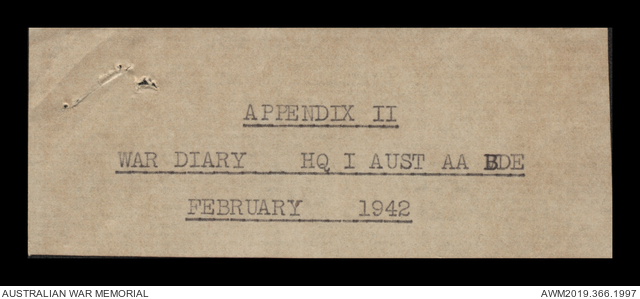 APPENDIX II
WAR DIARY HQ I AUST AA BDE
FEBRUARY 1942
AUSTRALIAN WAR MEMORIAL
AWM2019.366.1997